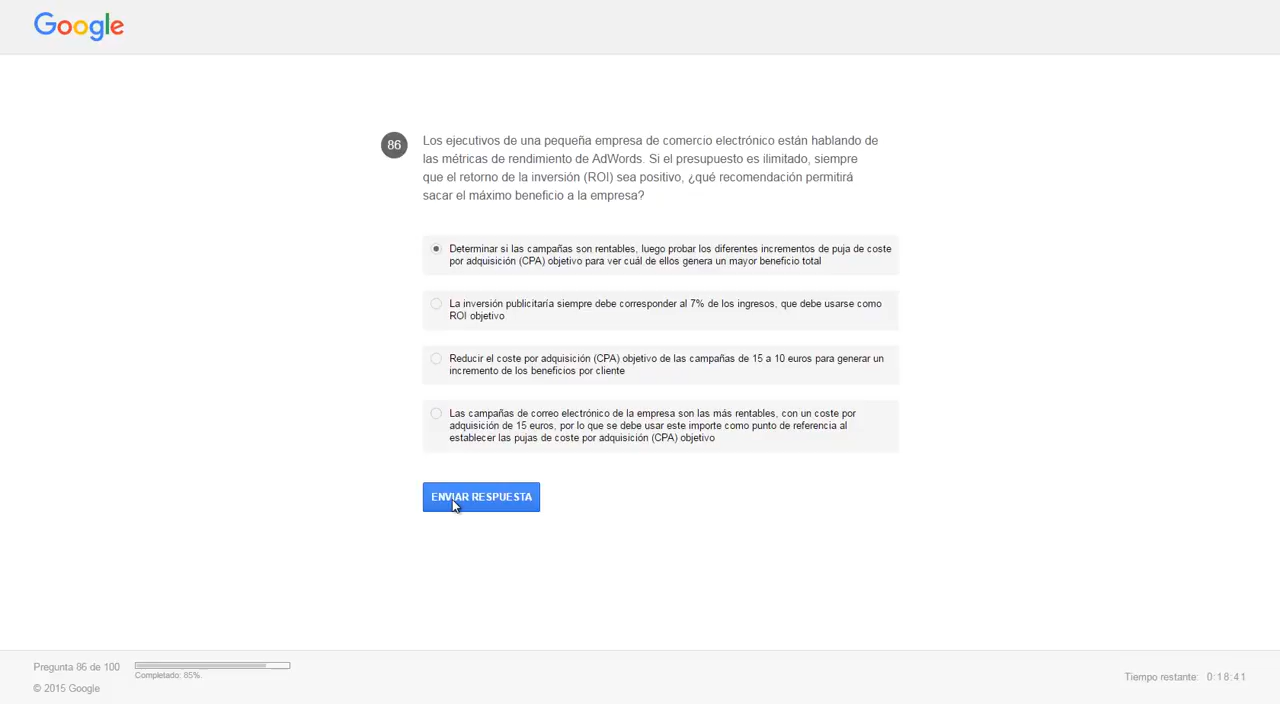 Google
86
Los ejecutivos de una pequeña empresa de comercio electrónico están hablando de
las métricas de rendimiento de AdWords. Si el presupuesto es ilimitado, siempre
que el retorno de la inversión (ROI) sea positivo, ¿qué recomendación permitirá
sacar el máximo beneficio a la empresa?
Determinar si las campañas son rentables, luego probar los diferentes incrementos de puja de coste
por adquisición (CPA) objetivo para ver cuál de ellos genera un mayor beneficio total
La inversión publicitaría siempre debe corresponder al 7% de los ingresos, que debe usarse como
ROI objetivo
Reducir el coste por adquisición (CPA) objetivo de las campañas de 15 a 10 euros para generar un
incremento de los beneficios por cliente
Las campañas de correo electrónico de la empresa son las más rentables, con un coste por
adquisición de 15 euros, por lo que se debe usar este importe como punto de referencia al
establecer las pujas de coste por adquisición (CPA) objetivo
ENVIAR RESPUESTA
Pregunta 86 de 100
Completado: 85%.
© 2015 Google
Tiempo restante: 0:18:41